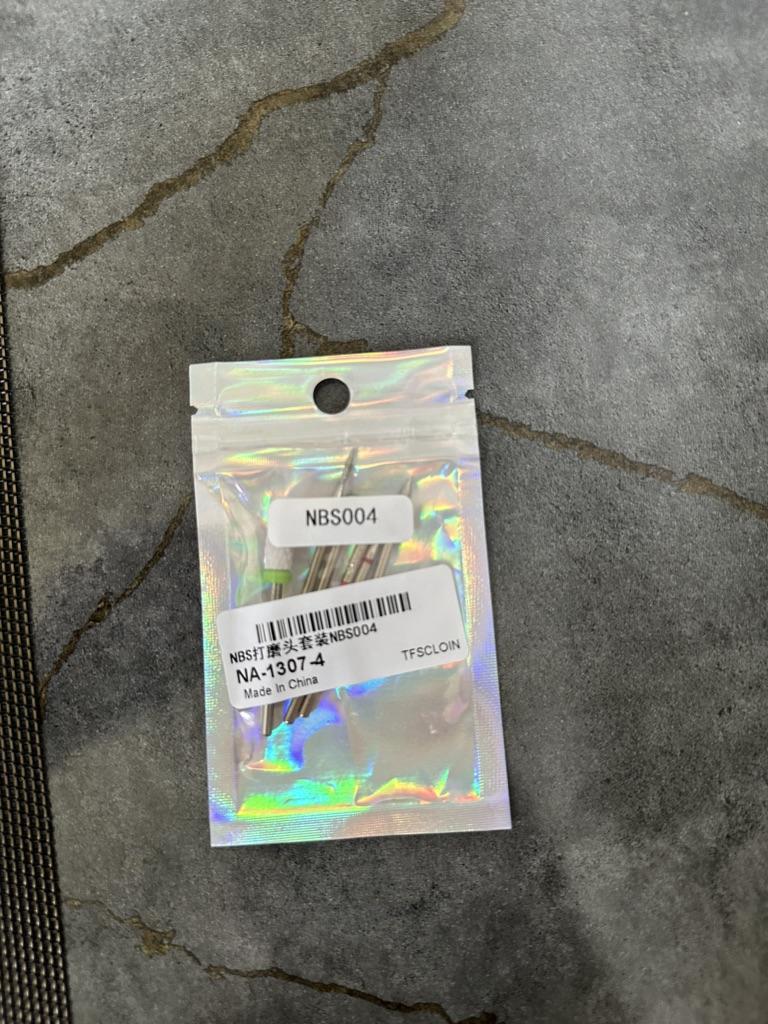 NBS004
NBS打磨头套装NBS004
NA-1307-4
TFSCLOIN
Made In China